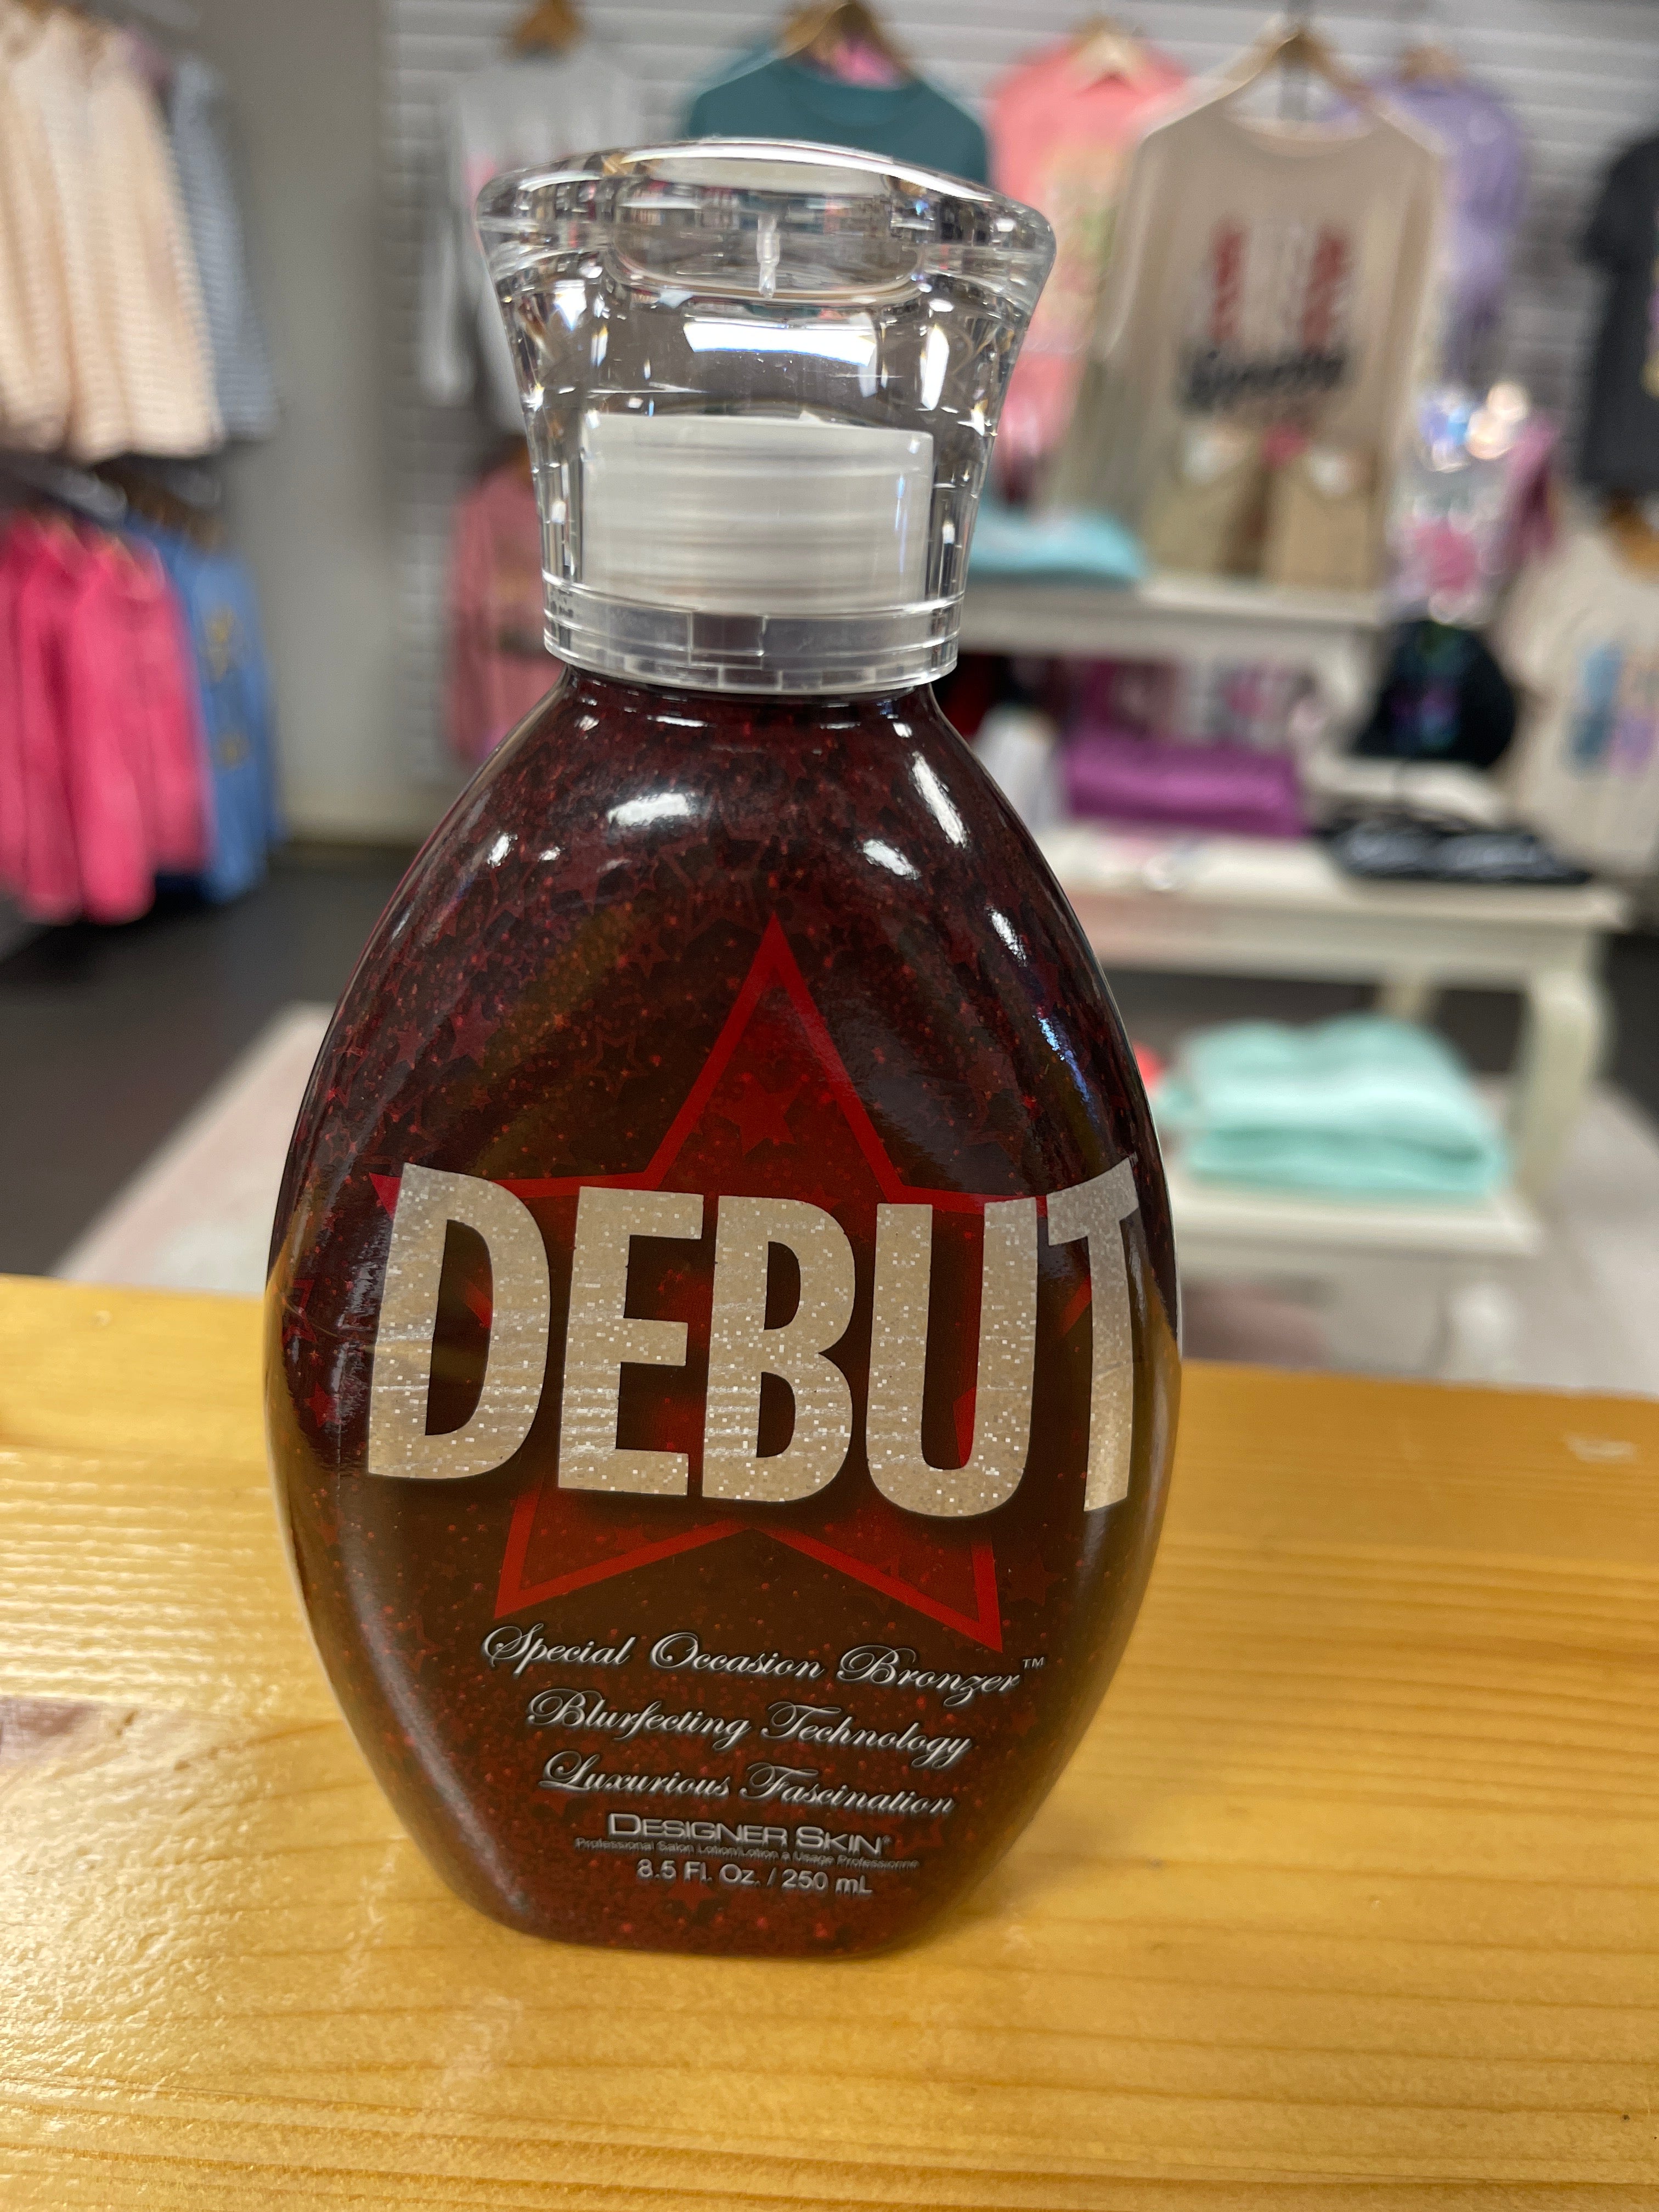 DEBUT
Special Occasion Bronzer™
Blurfecting Technology
Luxurious Fascination
DESIGNER SKIN®
Professional Salon Lotion/Lotion à Usage Professionnel
8.5 Fl. Oz. / 250 mL